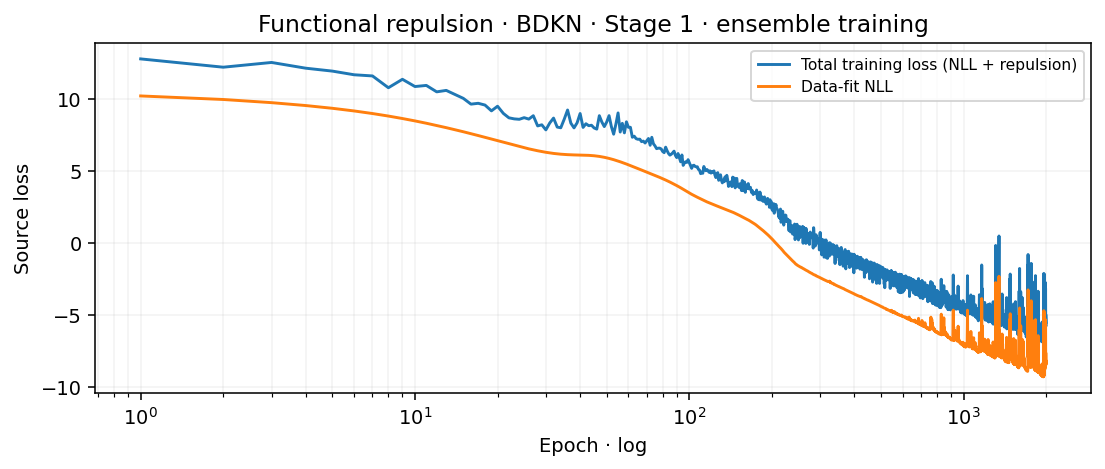 Functional repulsion · BDKN · Stage 1 · ensemble training
Total training loss (NLL + repulsion)
Data-fit NLL
Source loss
10
5
0
−5
−10
10⁰
10¹
10²
10³
Epoch · log